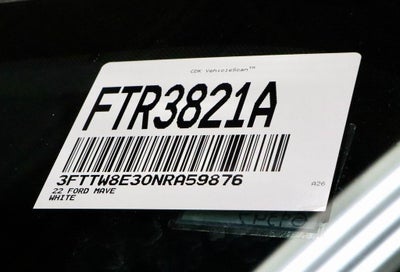 CDK VehicleScan™
FTR3821A
3FTTW8E30NRA59876
A26
22 FORD MAVE
WHITE